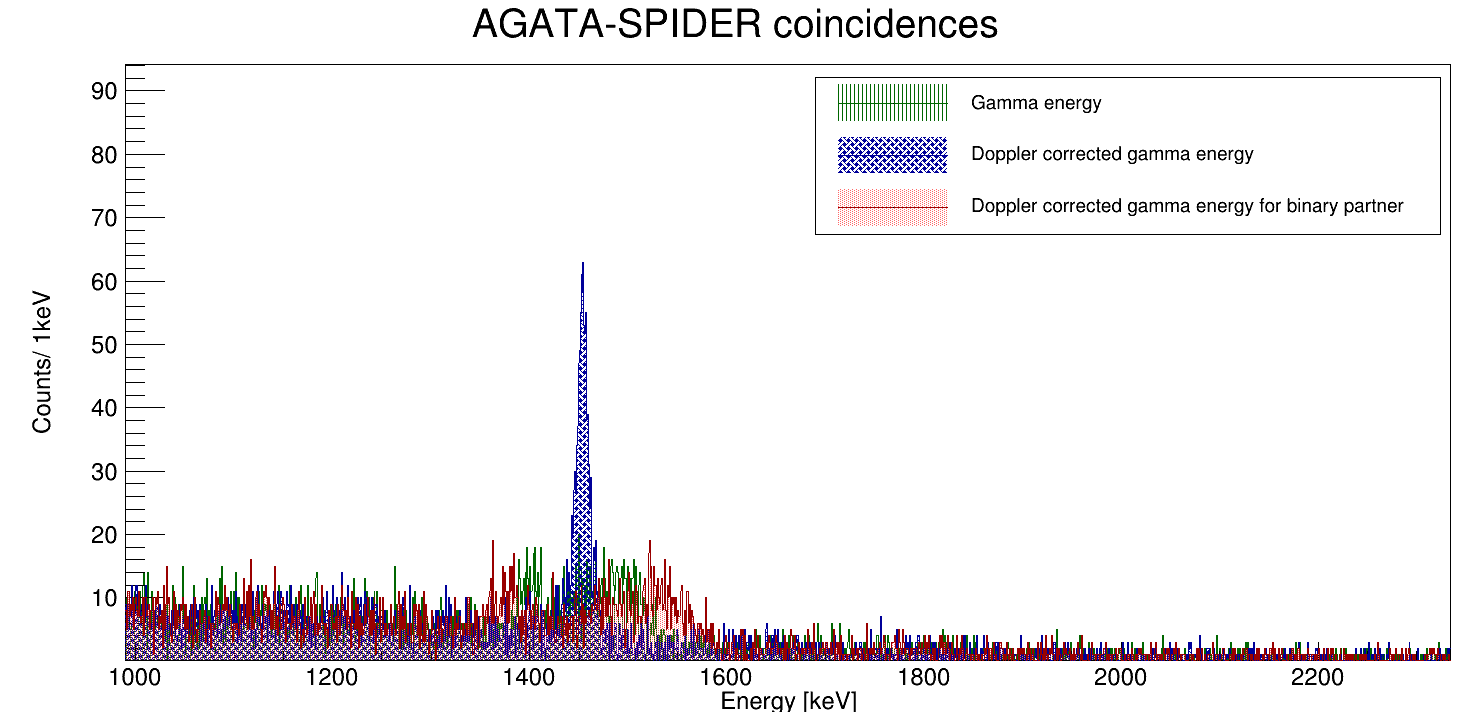 AGATA-SPIDER coincidences
90
80
70
60
50
40
30
20
10
Counts/ 1keV
Gamma energy
Doppler corrected gamma energy
Doppler corrected gamma energy for binary partner
1000 1200 1400 1600 1800 2000 2200
Energy [keV]